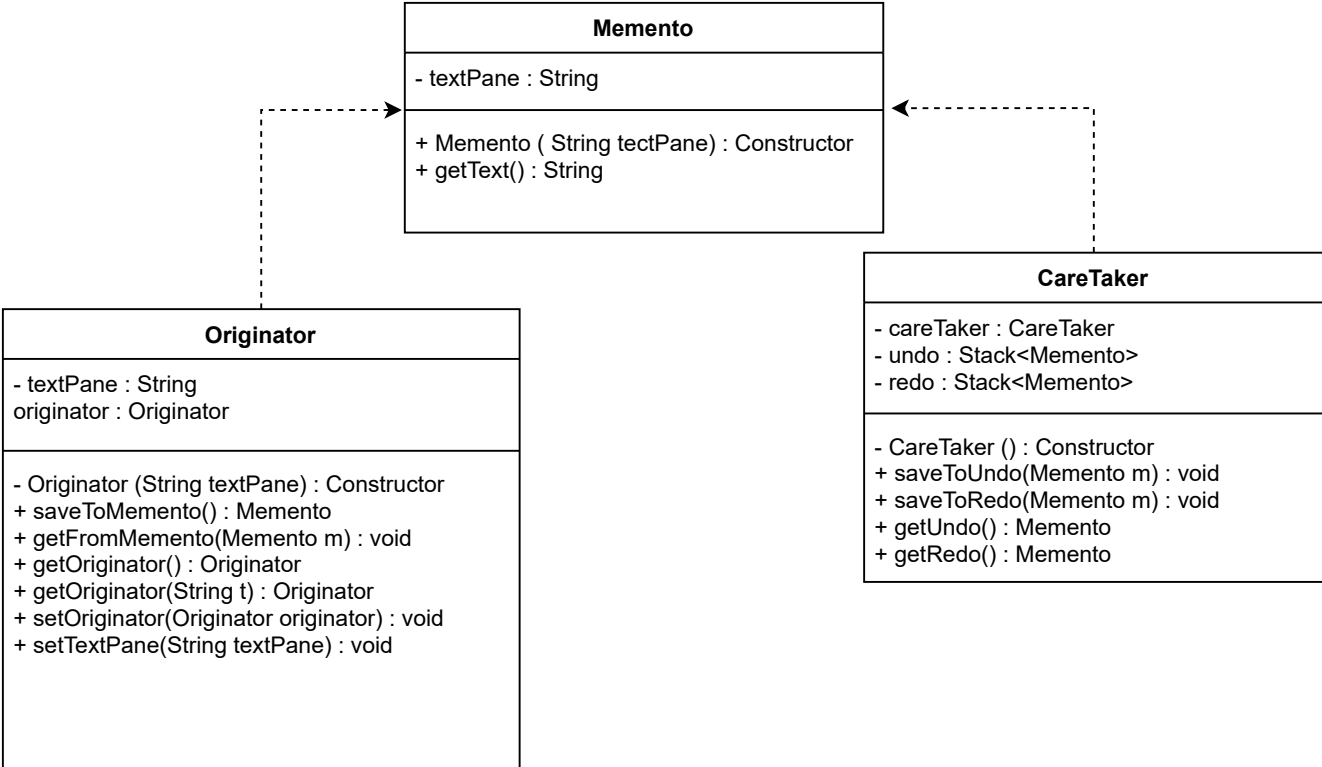 Memento
- textPane : String
+ Memento ( String tectPane) : Constructor
+ getText() : String
Originator
- textPane : String
originator : Originator
- Originator (String textPane) : Constructor
+ saveToMemento() : Memento
+ getFromMemento(Memento m) : void
+ getOriginator() : Originator
+ getOriginator(String t) : Originator
+ setOriginator(Originator originator) : void
+ setTextPane(String textPane) : void
CareTaker
- careTaker : CareTaker
- undo : Stack<Memento>
- redo : Stack<Memento>
- CareTaker () : Constructor
+ saveToUndo(Memento m) : void
+ saveToRedo(Memento m) : void
+ getUndo() : Memento
+ getRedo() : Memento